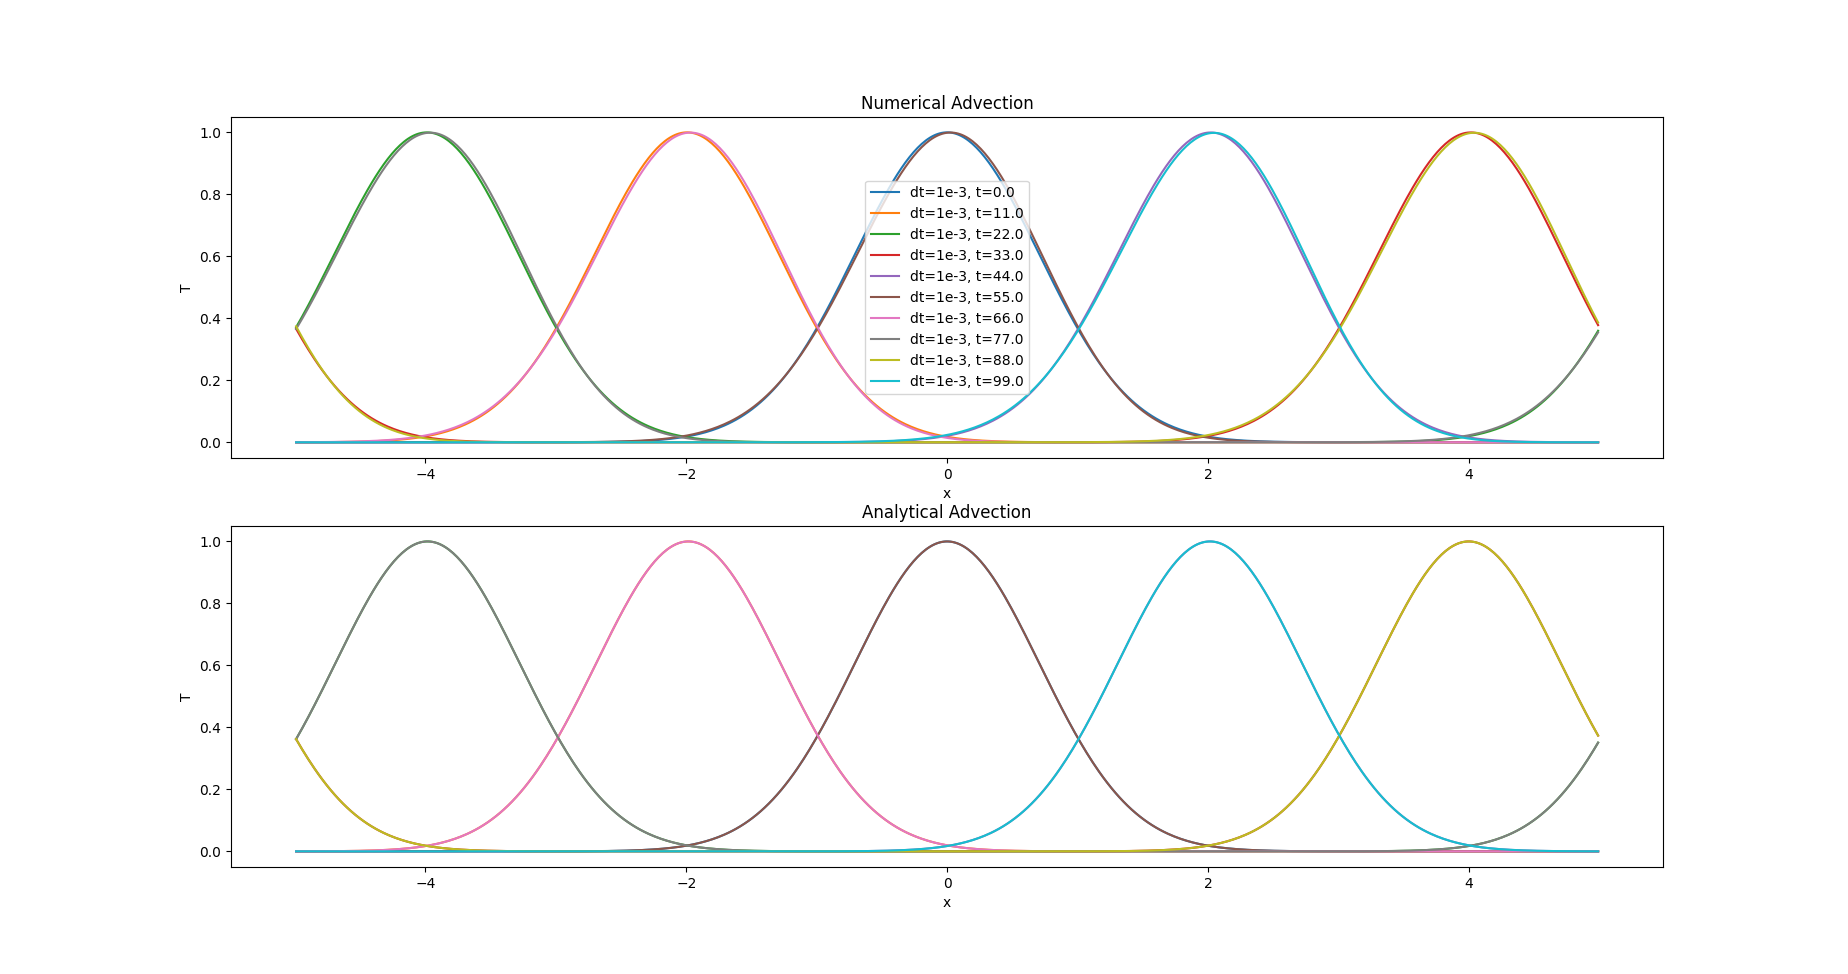 Numerical Advection
1.0
0.8
0.6
0.4
0.2
0.0
T
dt=1e-3, t=0.0
dt=1e-3, t=11.0
dt=1e-3, t=22.0
dt=1e-3, t=33.0
dt=1e-3, t=44.0
dt=1e-3, t=55.0
dt=1e-3, t=66.0
dt=1e-3, t=77.0
dt=1e-3, t=88.0
dt=1e-3, t=99.0
−4 −2 0 2 4
x
Analytical Advection
1.0
0.8
0.6
0.4
0.2
0.0
T
−4 −2 0 2 4
x